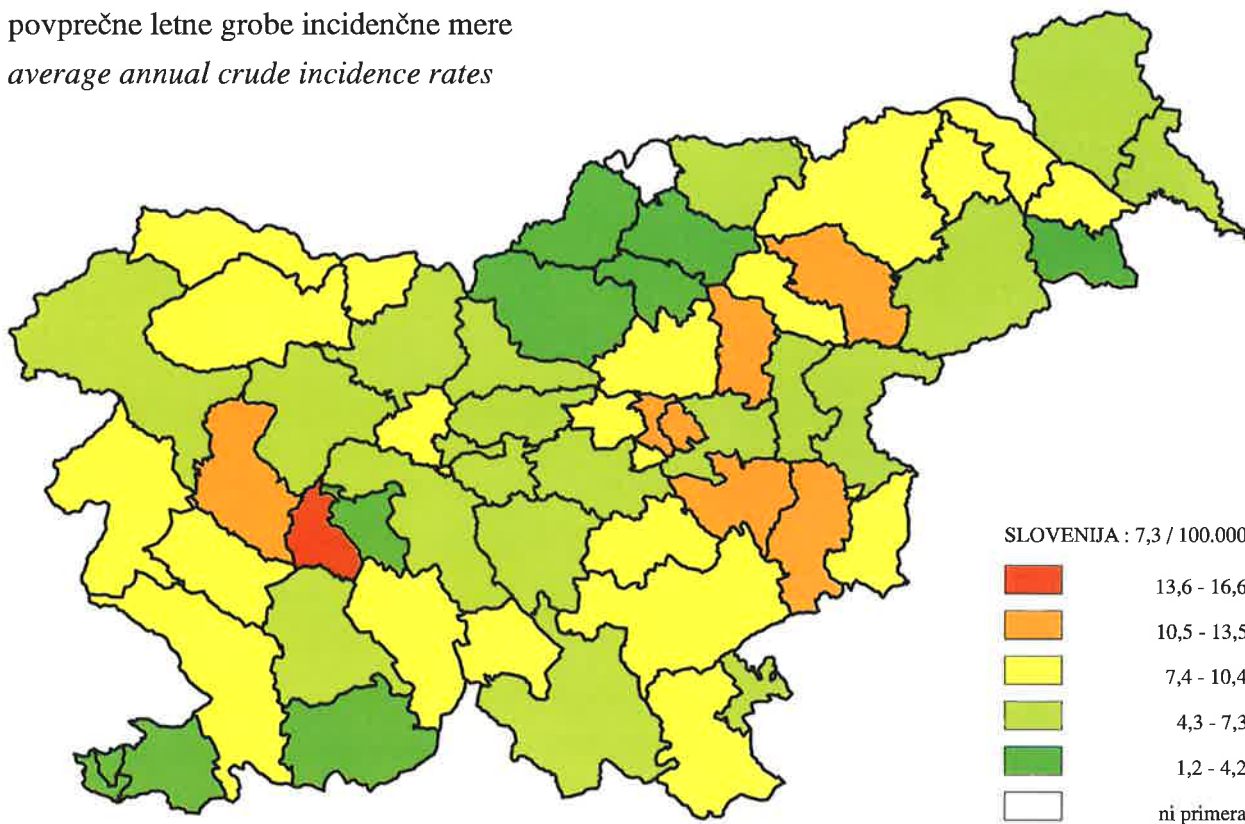 povprečne letne grobe incidenčne mere
average annual crude incidence rates
SLOVENIJA : 7,3 / 100.000
13,6 - 16,6
10,5 - 13,5
7,4 - 10,4
4,3 - 7,3
1,2 - 4,2
ni primera